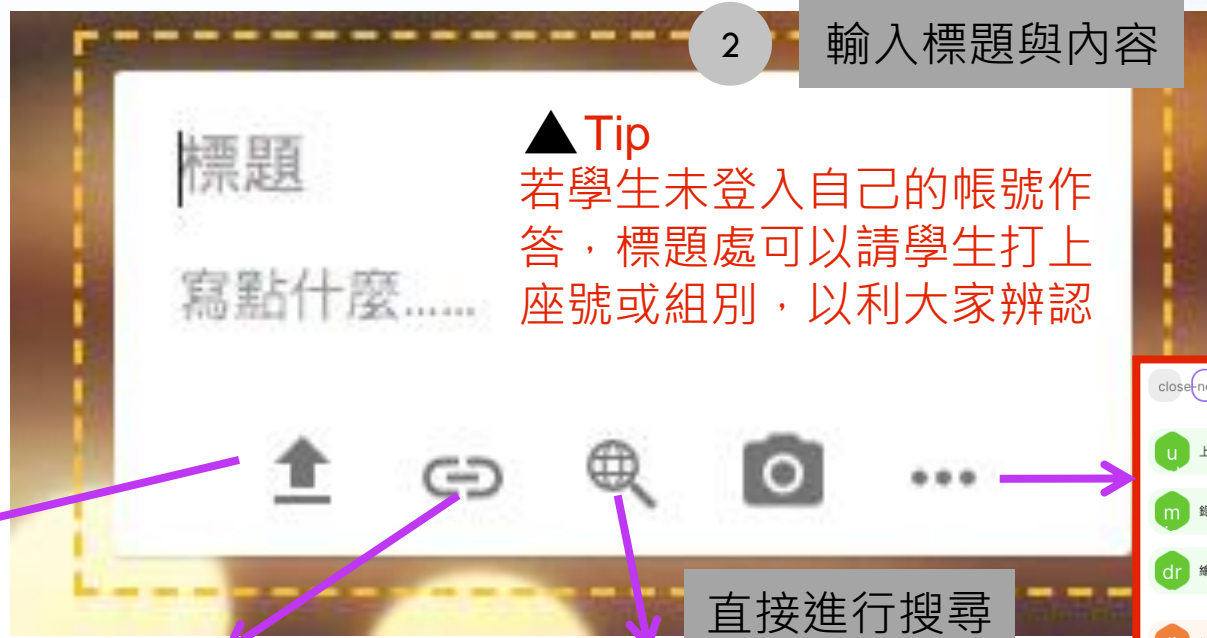 2
輸入標題與內容
標題
▲Tip
若學生未登入自己的帳號作
答，標題處可以請學生打上
座號或組別，以利大家辨認
寫點什麼……
close
u
m
dr
直接進行搜尋